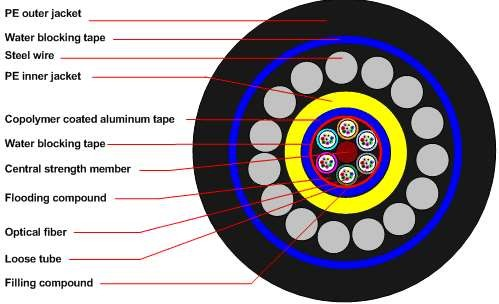 PE outer jacket
Water blocking tape
Steel wire
PE inner jacket
Copolymer coated aluminum tape
Water blocking tape
Central strength member
Flooding compound
Optical fiber
Loose tube
Filling compound